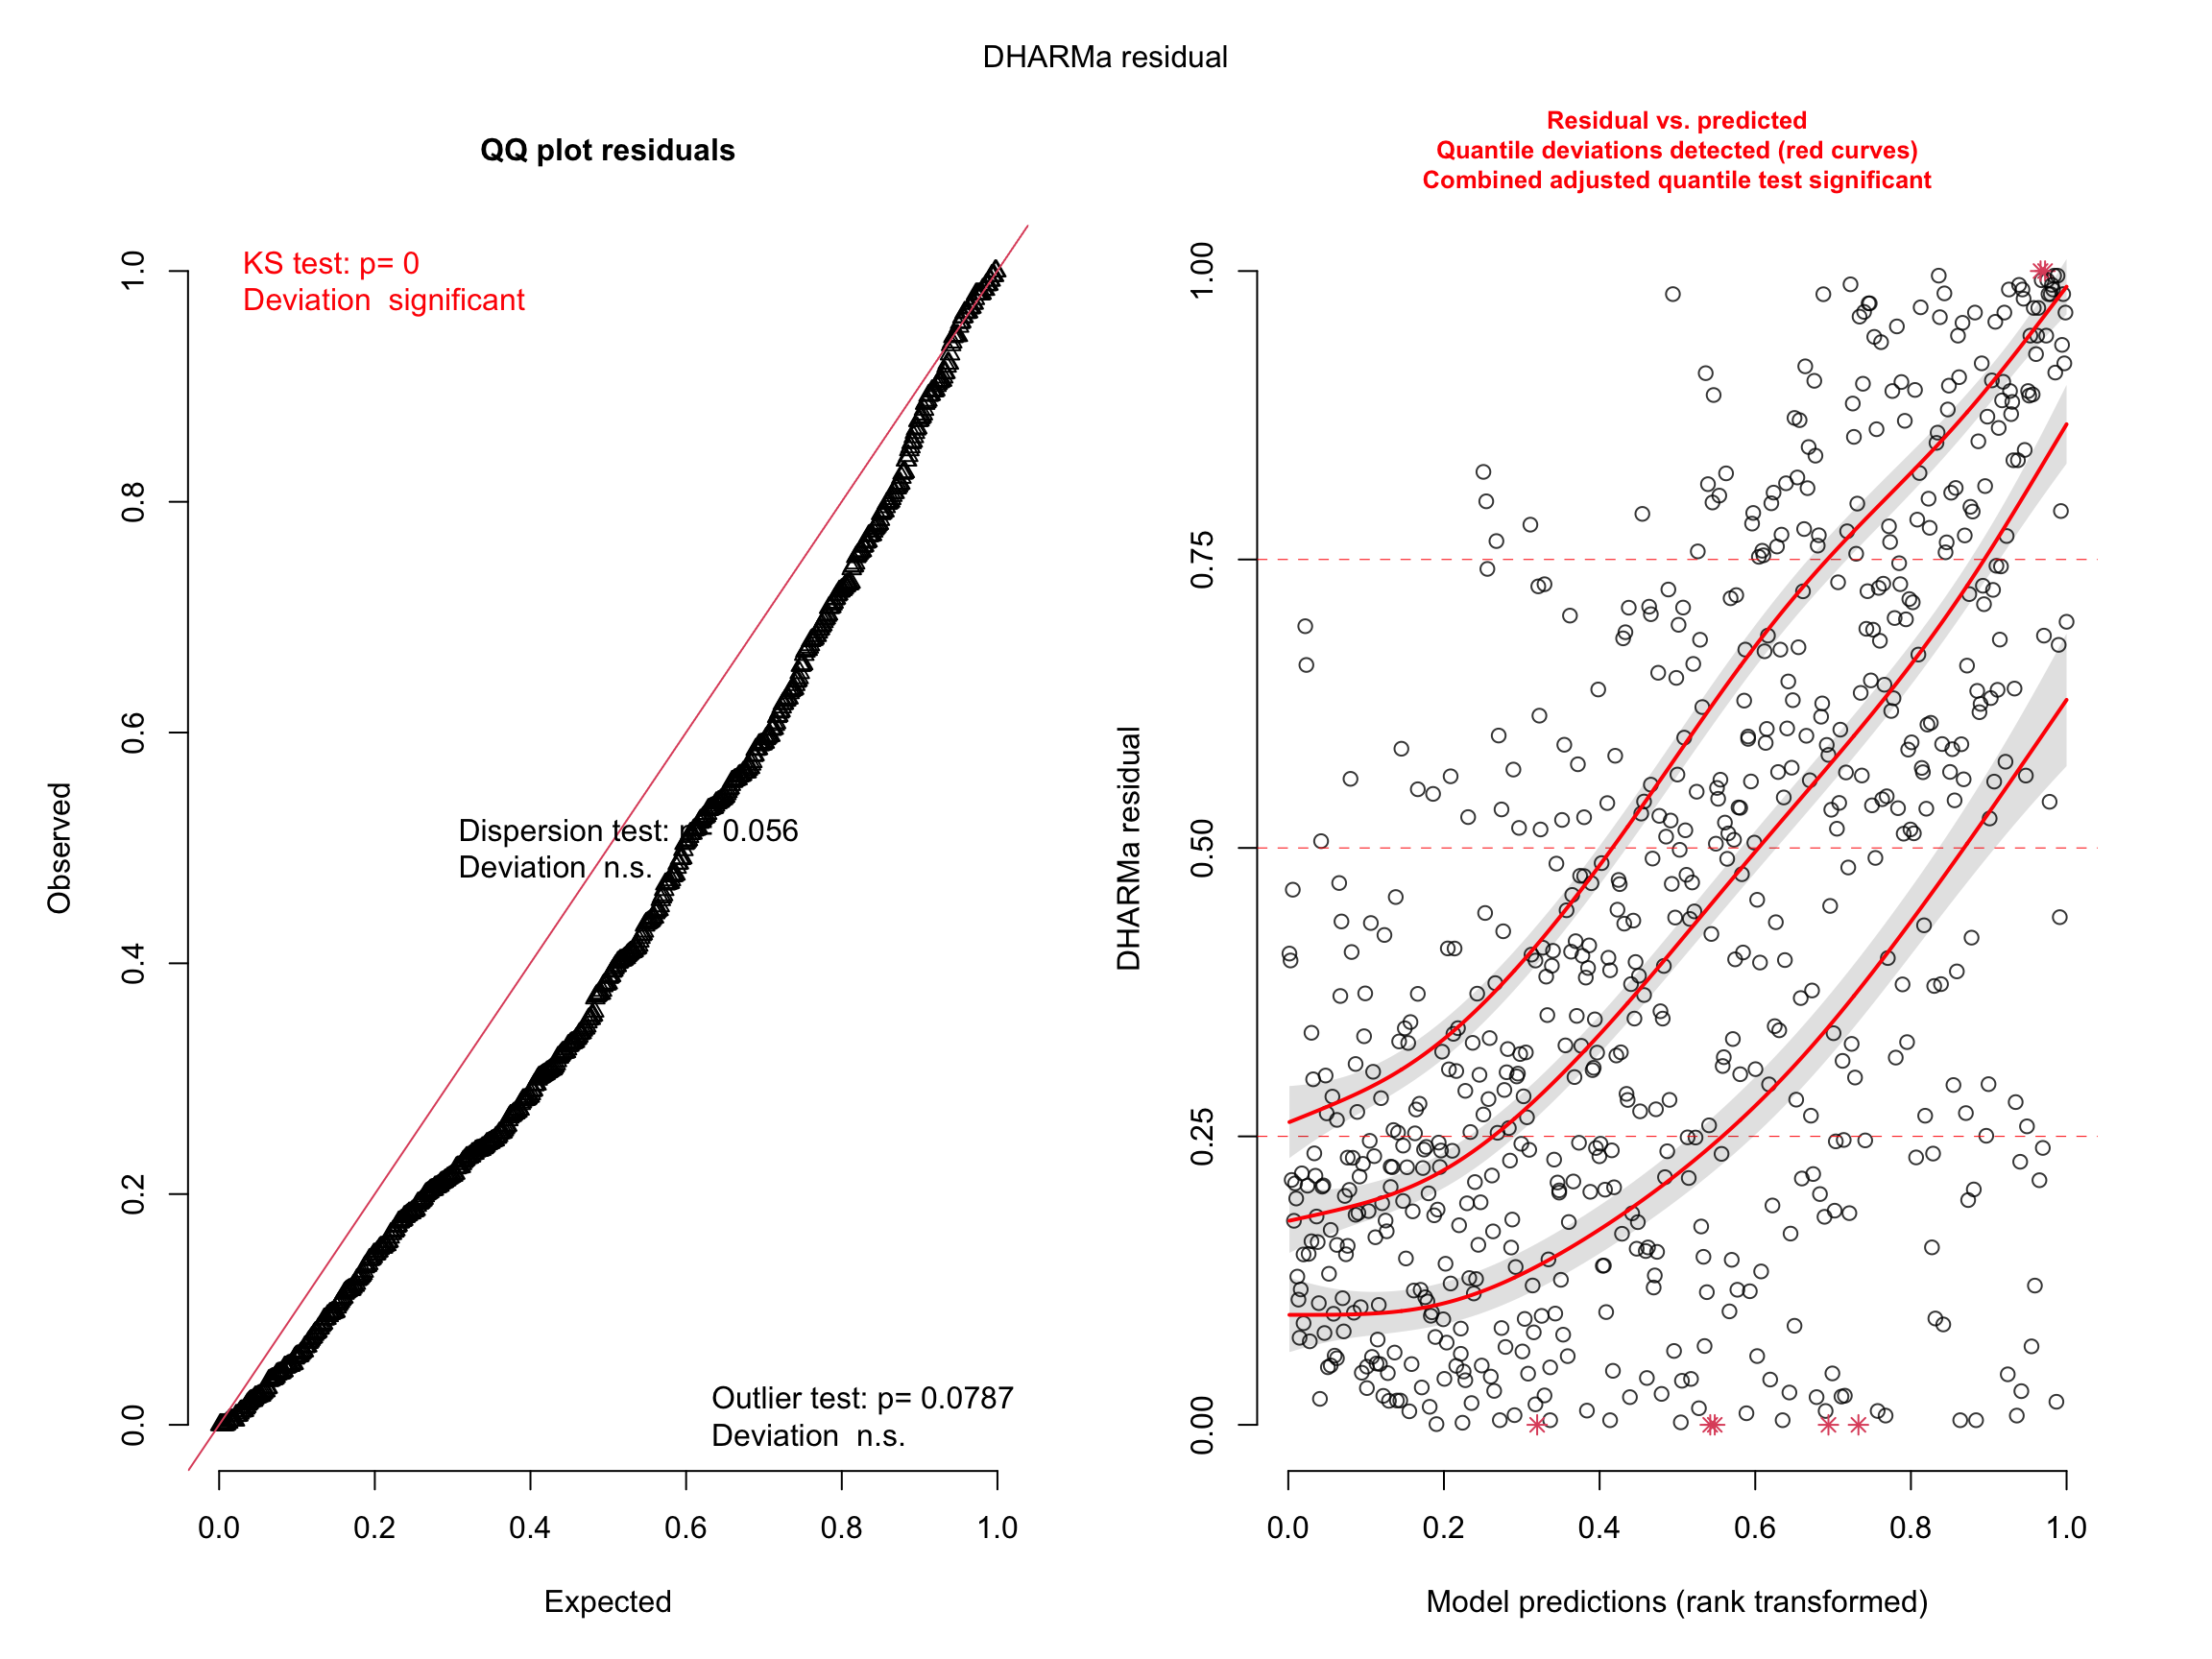 DHARMa residual
QQ plot residuals
KS test: p= 0
Deviation  significant
Dispersion test: p= 0.056
Deviation  n.s.
Outlier test: p= 0.0787
Deviation  n.s.
Observed
0.0 0.2 0.4 0.6 0.8 1.0
0.0 0.2 0.4 0.6 0.8 1.0
Expected
Residual vs. predicted
Quantile deviations detected (red curves)
Combined adjusted quantile test significant
DHARMa residual
0.00 0.25 0.50 0.75 1.00
0.0 0.2 0.4 0.6 0.8 1.0
Model predictions (rank transformed)